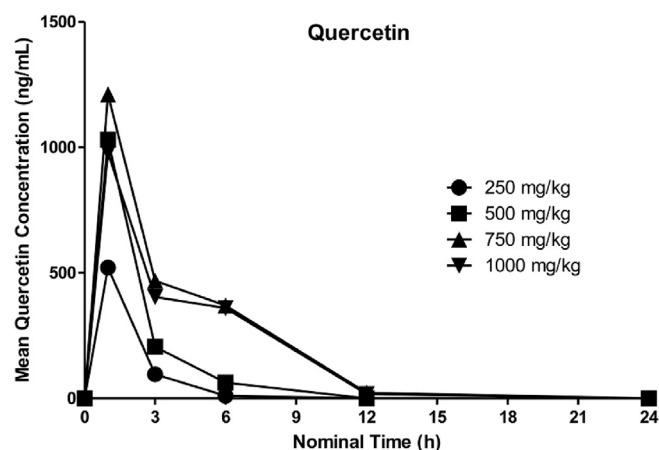 Quercetin
Mean Quercetin Concentration (ng/mL)
1500
1000
500
0
250 mg/kg
500 mg/kg
750 mg/kg
1000 mg/kg
0 3 6 9 12 15 18 21 24
Nominal Time (h)